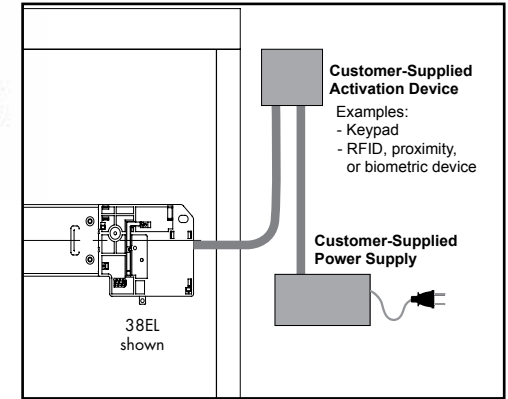 Customer-Supplied
Activation Device
Examples:
- Keypad
- RFID, proximity,
or biometric device
Customer-Supplied
Power Supply
38EL
shown